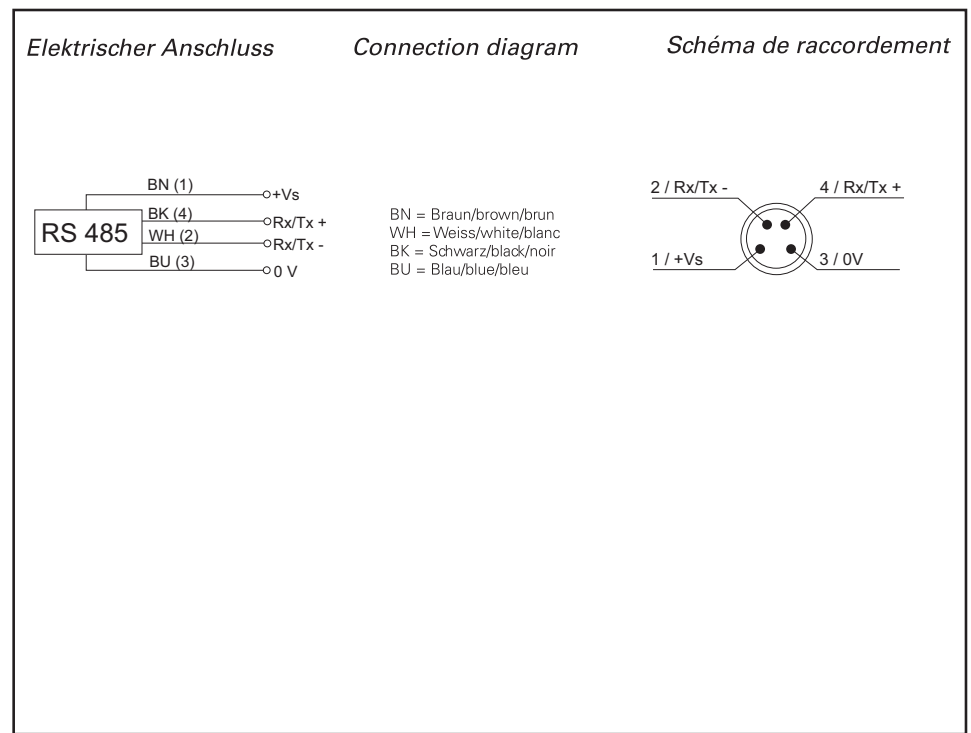 Elektrischer Anschluss
Connection diagram
Schéma de raccordement
BN (1)
+Vs
BK (4)
Rx/Tx +
RS 485
WH (2)
Rx/Tx -
BU (3)
0 V
BN = Braun/brown/brun
WH = Weiss/white/blanc
BK = Schwarz/black/noir
BU = Blau/blue/bleu
2 / Rx/Tx -
4 / Rx/Tx +
1 / +Vs
3 / 0V